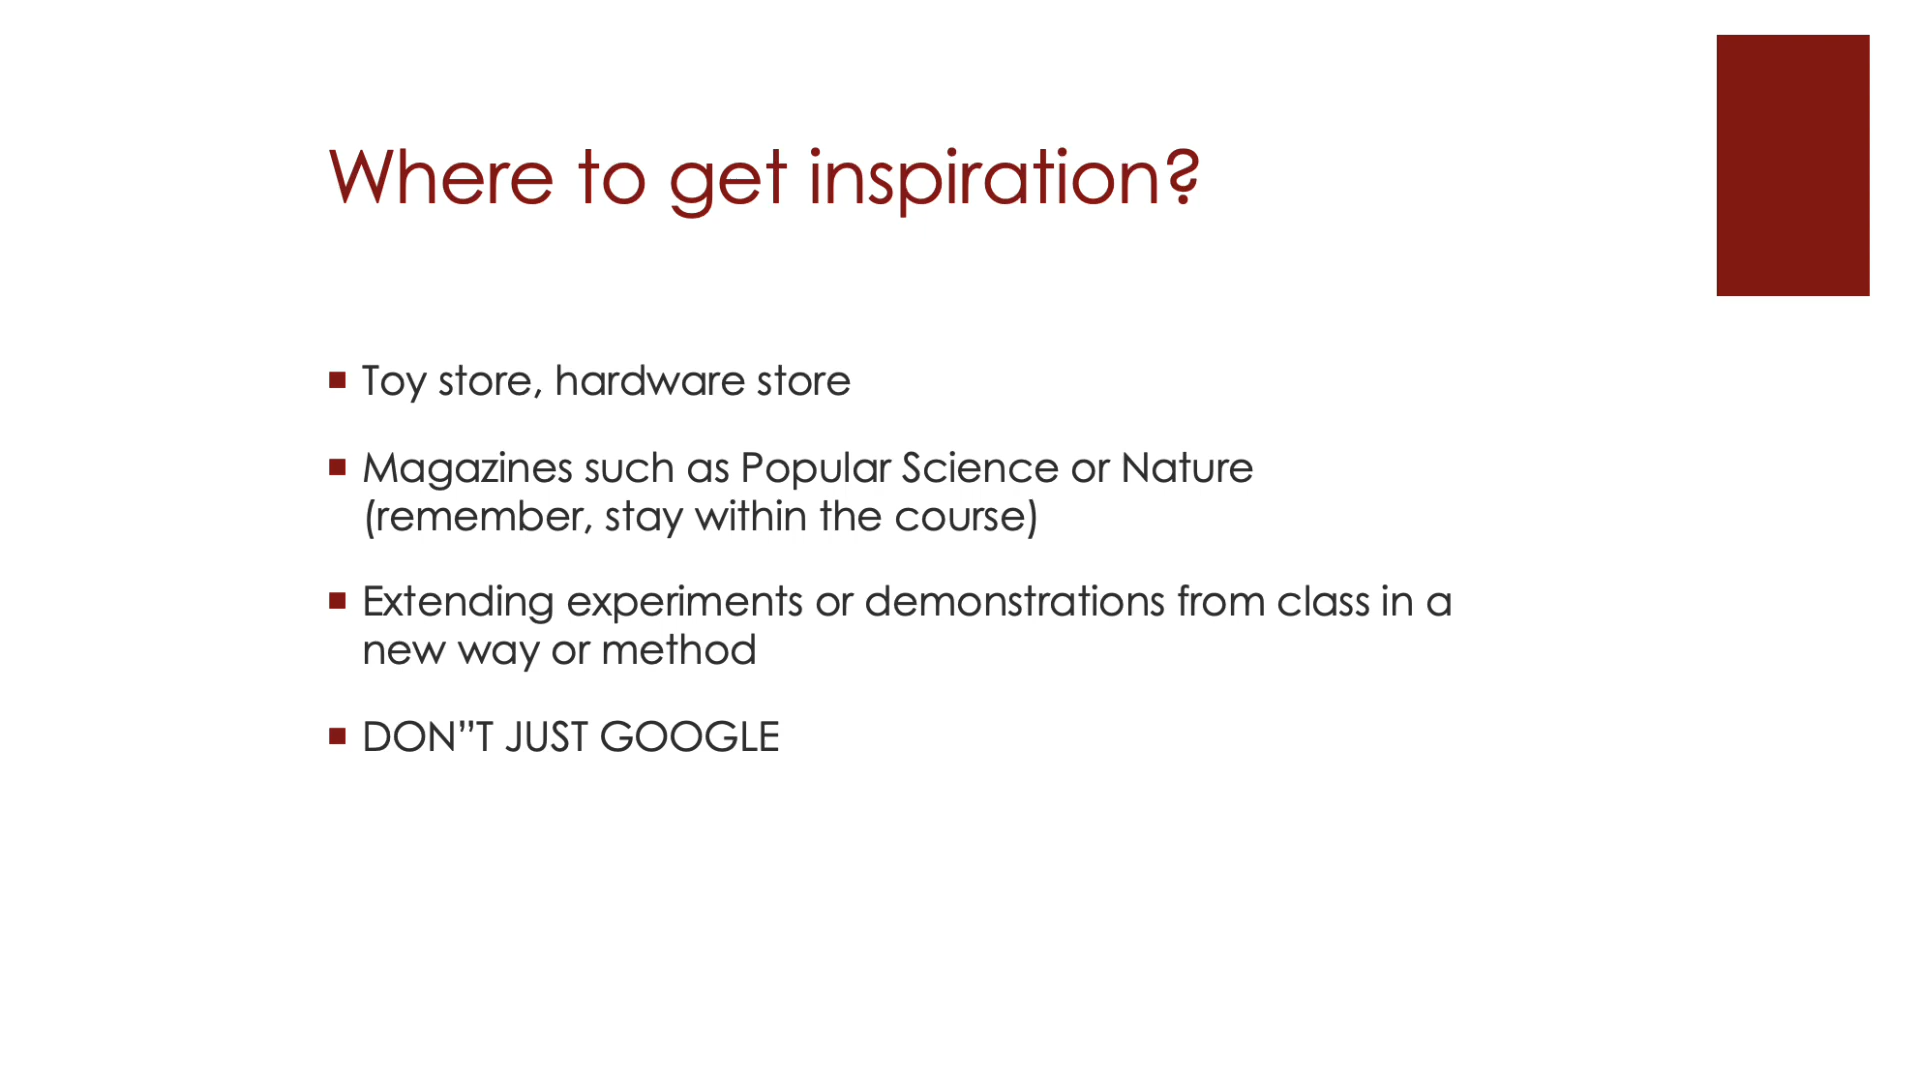 Where to get inspiration?
▪ Toy store, hardware store
▪ Magazines such as Popular Science or Nature
(remember, stay within the course)
▪ Extending experiments or demonstrations from class in a
new way or method
▪ DON”T JUST GOOGLE